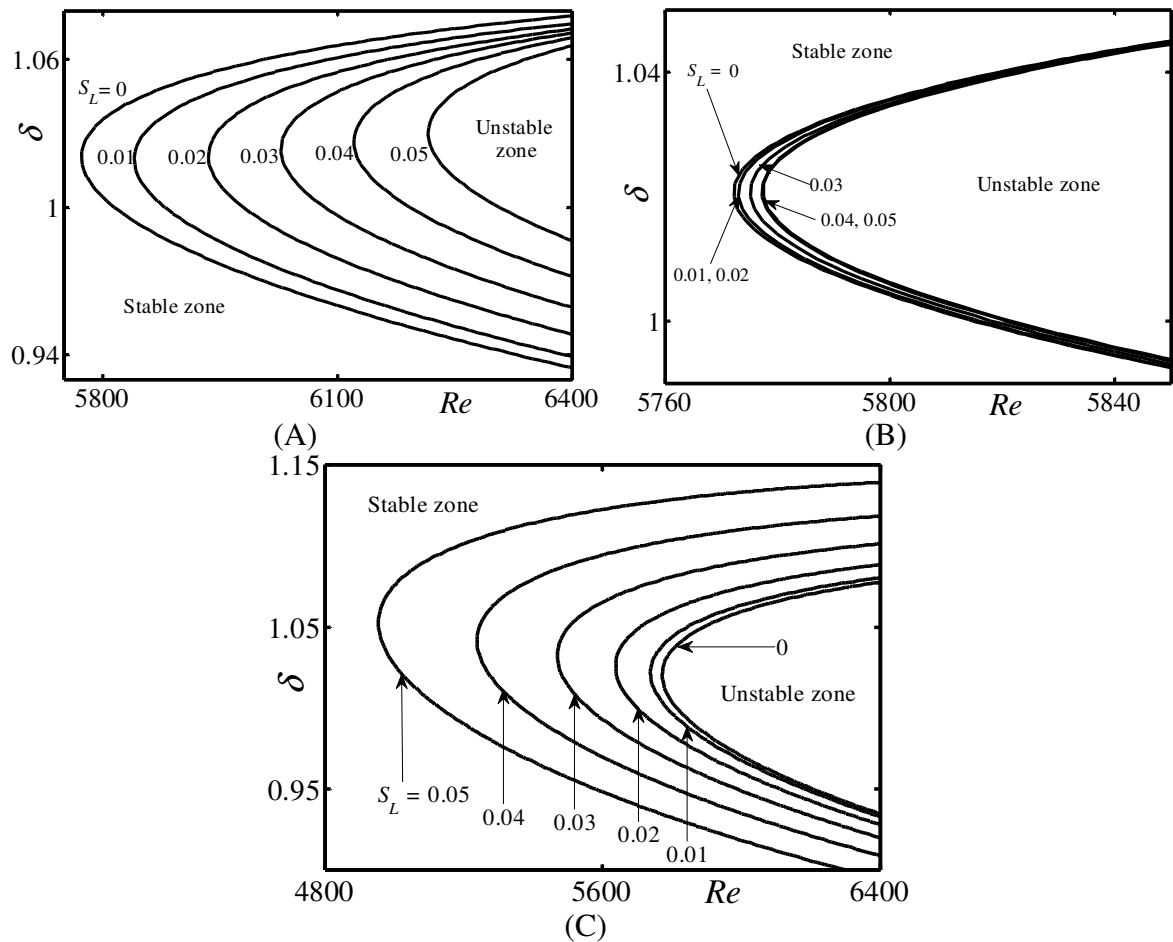 1.06
S_L = 0
δ
0.01
0.02
0.03
0.04
0.05
Unstable
zone
1
Stable zone
0.94
5800
6100
Re
6400
(A)
Stable zone
1.04
S_L = 0
δ
0.03
Unstable zone
0.04, 0.05
0.01, 0.02
1
5760
5800
Re
5840
(B)
1.15
Stable zone
1.05
0
δ
Unstable zone
0.95
S_L = 0.05
0.04
0.03
0.02
0.01
4800
5600
Re
6400
(C)